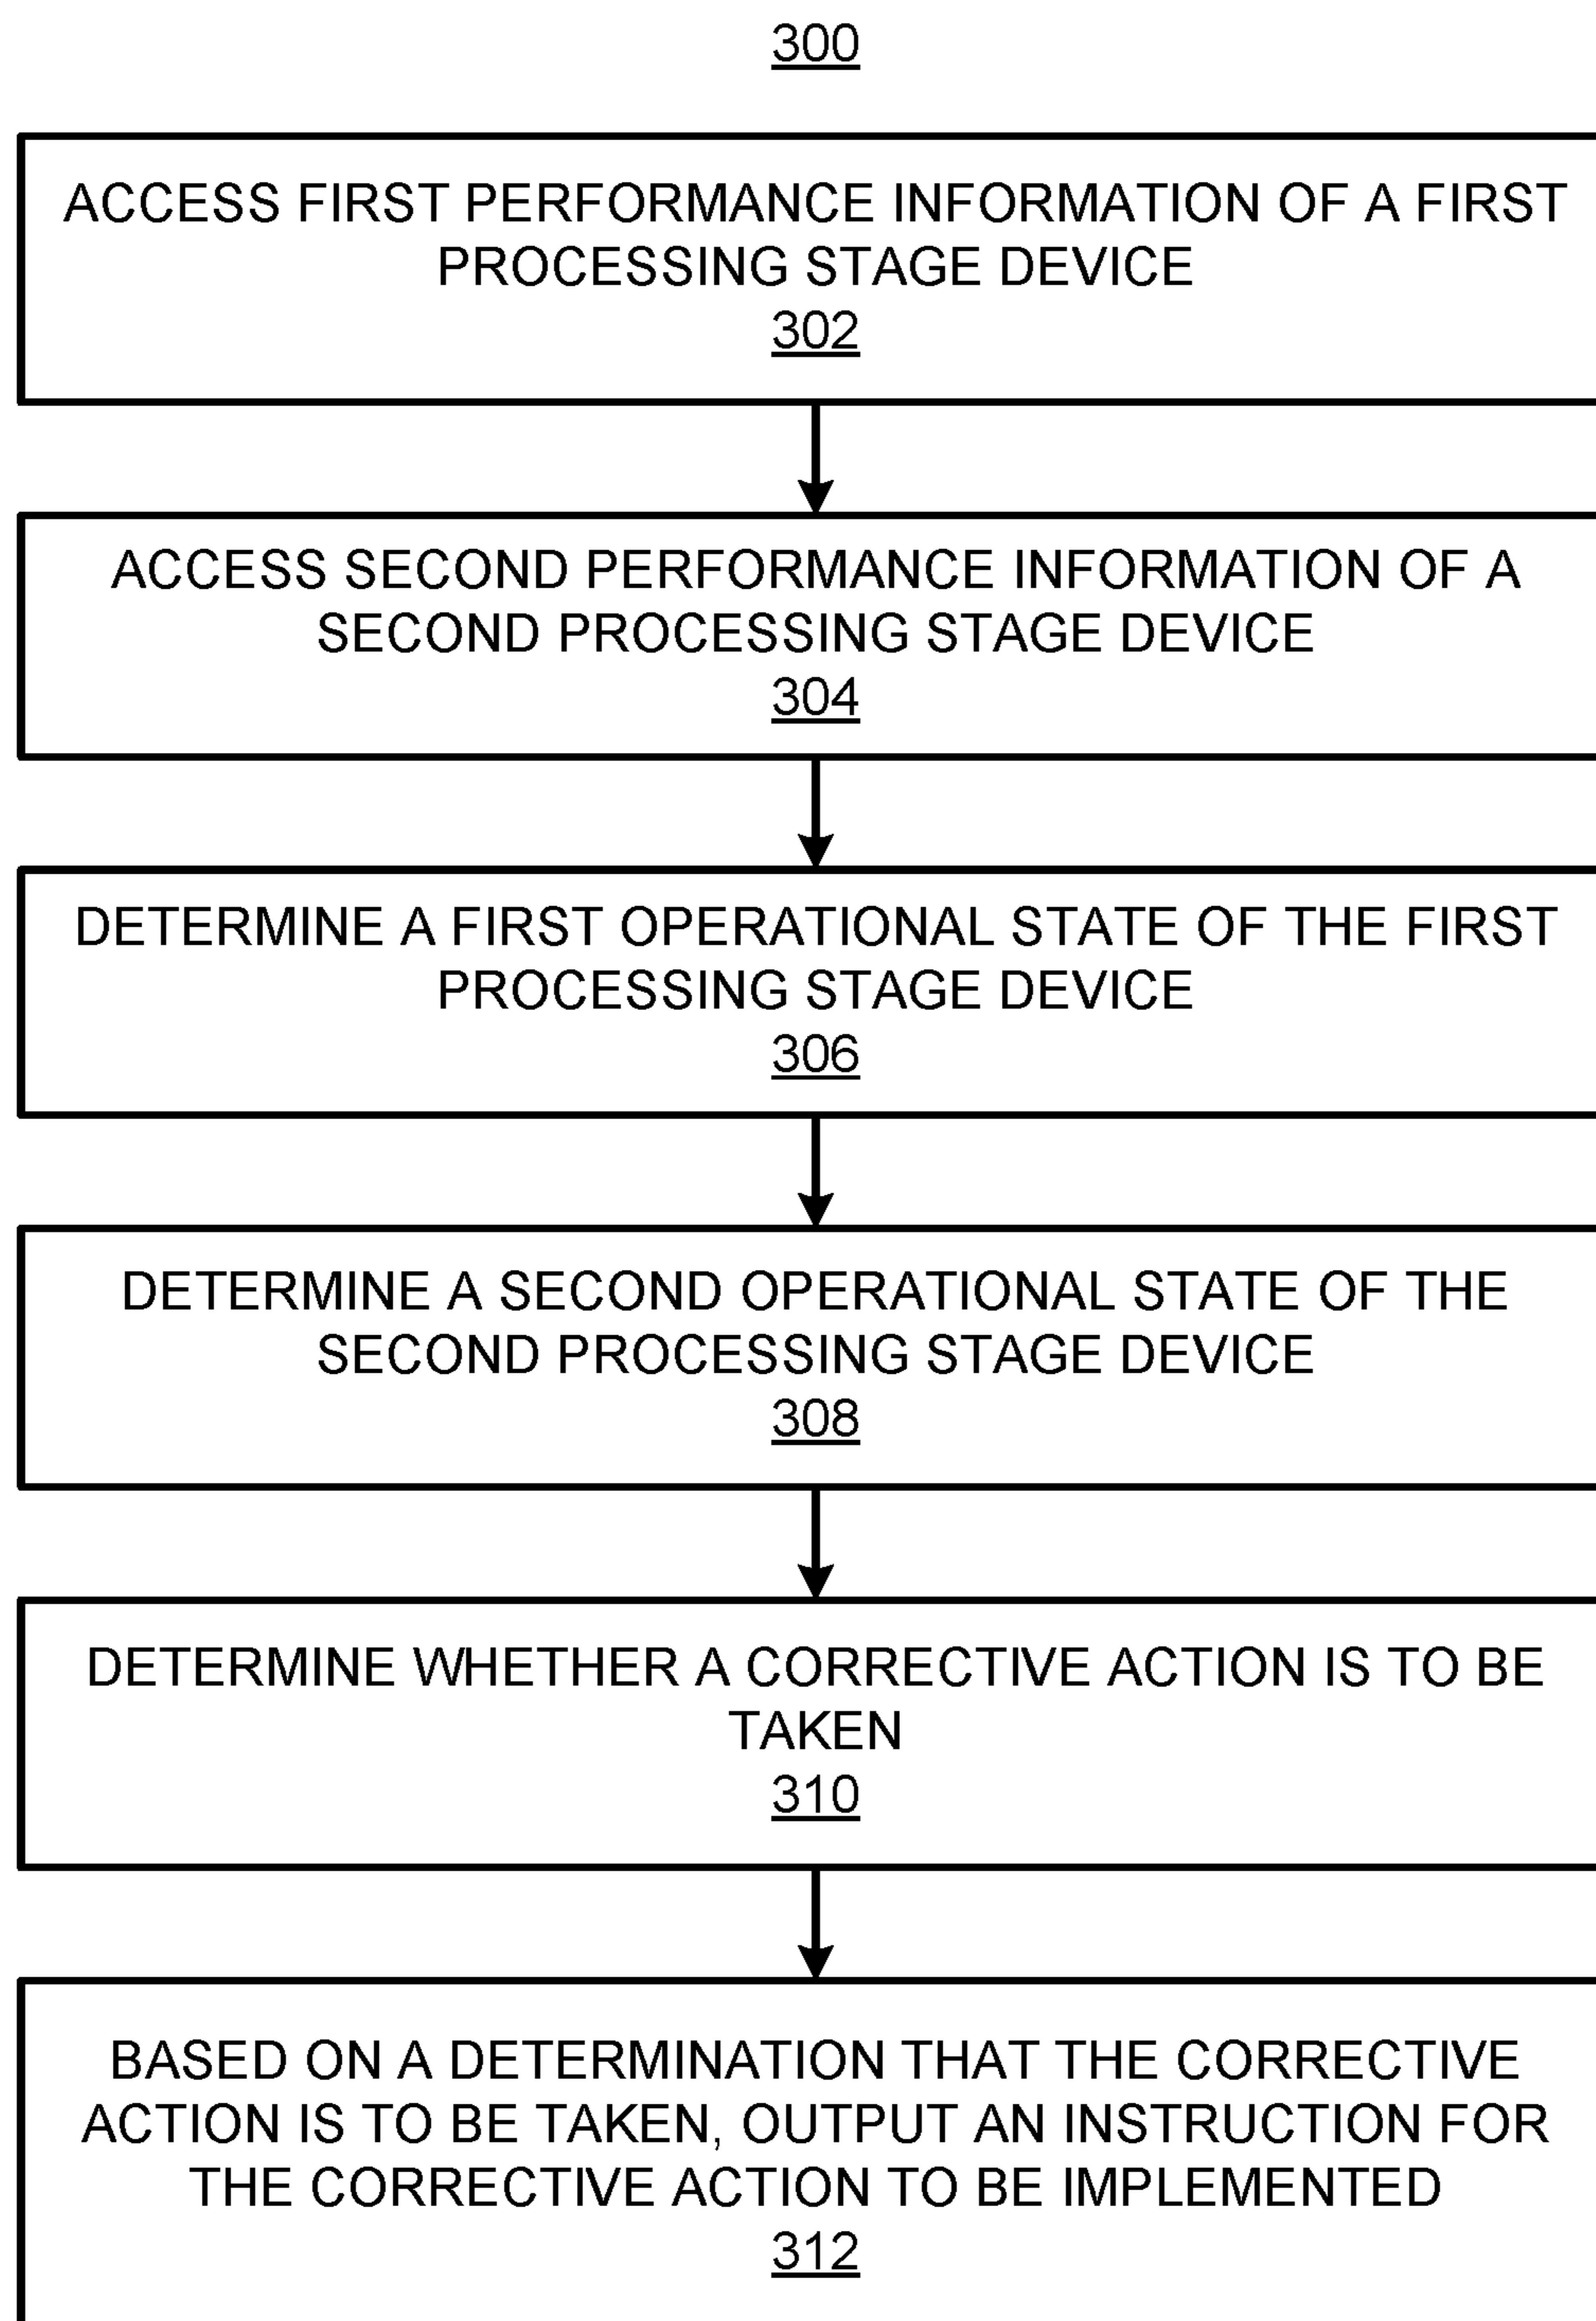 300
ACCESS FIRST PERFORMANCE INFORMATION OF A FIRST
PROCESSING STAGE DEVICE
302
ACCESS SECOND PERFORMANCE INFORMATION OF A
SECOND PROCESSING STAGE DEVICE
304
DETERMINE A FIRST OPERATIONAL STATE OF THE FIRST
PROCESSING STAGE DEVICE
306
DETERMINE A SECOND OPERATIONAL STATE OF THE
SECOND PROCESSING STAGE DEVICE
308
DETERMINE WHETHER A CORRECTIVE ACTION IS TO BE
TAKEN
310
BASED ON A DETERMINATION THAT THE CORRECTIVE
ACTION IS TO BE TAKEN, OUTPUT AN INSTRUCTION FOR
THE CORRECTIVE ACTION TO BE IMPLEMENTED
312